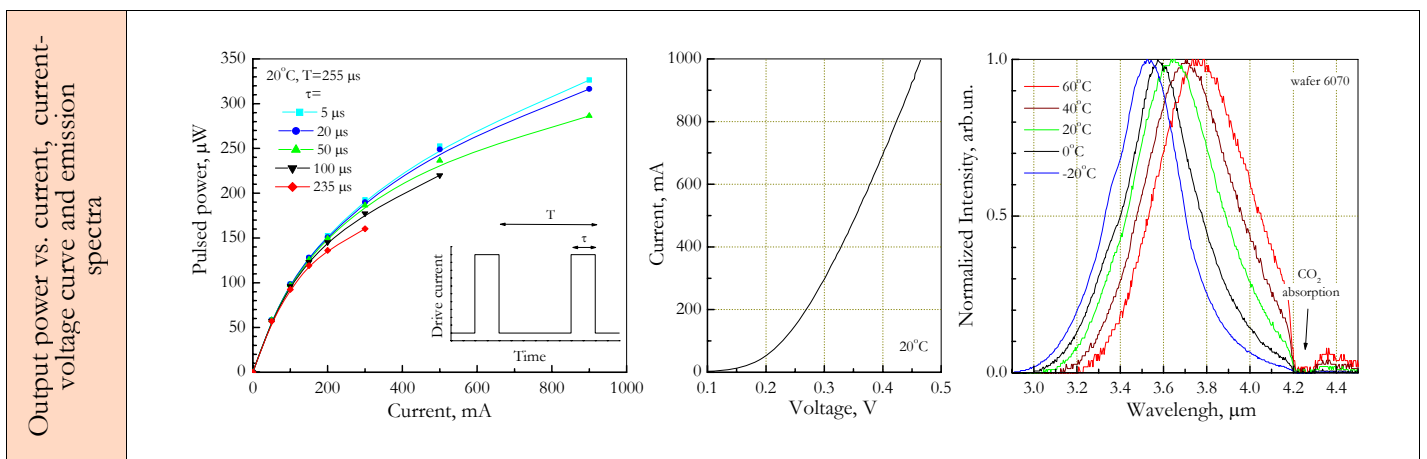 Output power vs. current, current-
voltage curve and emission
spectra
350
300
250
200
150
100
50
0
Pulsed power, µW
20°C, T=255 µs
τ=
5 µs
20 µs
50 µs
100 µs
235 µs
T
τ
Drive current
Time
0 200 400 600 800 1000
Current, mA
1000
800
600
400
200
0
Current, mA
20°C
0.1 0.2 0.3 0.4 0.5
Voltage, V
1.0
0.5
0.0
Normalized Intensity, arb.un.
wafer 6070
60°C
40°C
20°C
0°C
-20°C
CO2
absorption
3.0 3.2 3.4 3.6 3.8 4.0 4.2 4.4
Wavelengh, µm